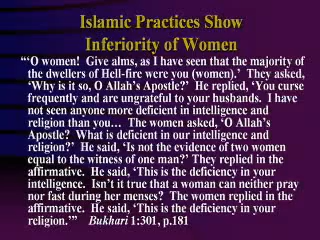 Islamic Practices Show
Inferiority of Women
“‘O women!  Give alms, as I have seen that the majority of
the dwellers of Hell-fire were you (women).’  They asked,
‘Why is it so, O Allah’s Apostle?’  He replied, ‘You curse
frequently and are ungrateful to your husbands.  I have
not seen anyone more deficient in intelligence and
religion than you…  The women asked, ‘O Allah’s
Apostle?  What is deficient in our intelligence and
religion?’  He said, ‘Is not the evidence of two women
equal to the witness of one man?’ They replied in the
affirmative.  He said, ‘This is the deficiency in your
intelligence.  Isn’t it true that a woman can neither pray
nor fast during her menses?  The women replied in the
affirmative.  He said, ‘This is the deficiency in your
religion.’”    Bukhari 1:301, p.181